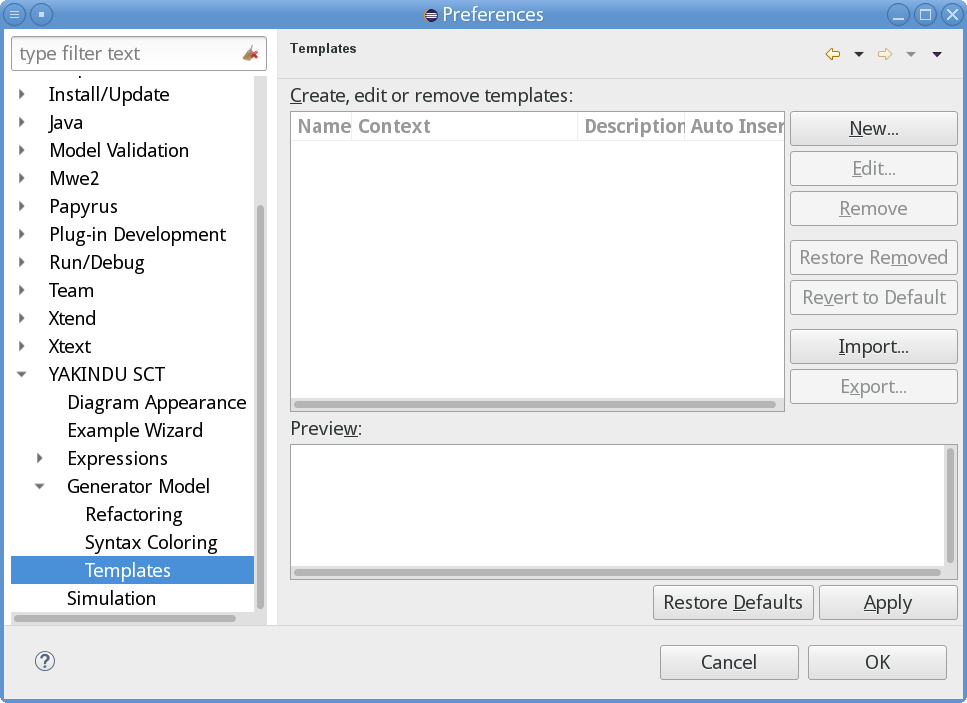 Preferences
type filter text
Install/Update
Java
Model Validation
Mwe2
Papyrus
Plug-in Development
Run/Debug
Team
Xtend
Xtext
YAKINDU SCT
Diagram Appearance
Example Wizard
Expressions
Generator Model
Refactoring
Syntax Coloring
Templates
Simulation
Templates
Create, edit or remove templates:
Name Context Description Auto Inser
New...
Edit...
Remove
Restore Removed
Revert to Default
Import...
Export...
Preview:
Restore Defaults Apply
Cancel OK